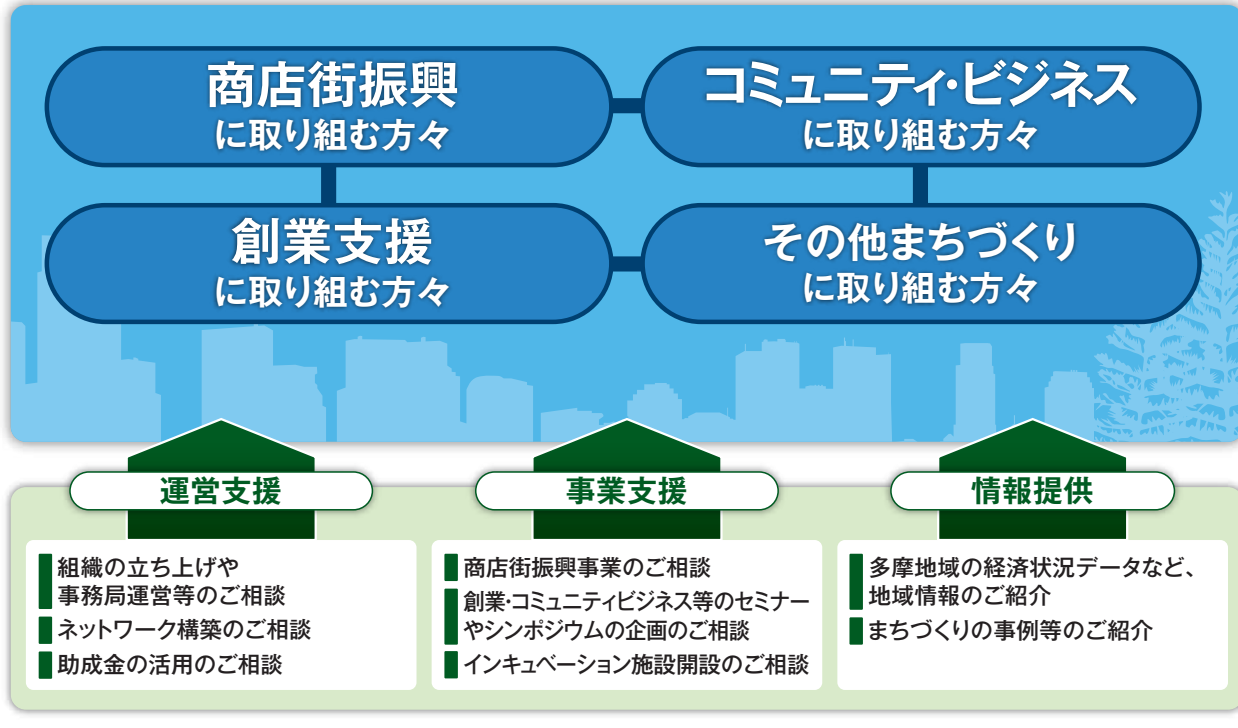 商店街振興
に取り組む方々
コミュニティ・ビジネス
に取り組む方々
創業支援
に取り組む方々
その他まちづくり
に取り組む方々
運営支援
組織の立ち上げや
事務局運営等のご相談
ネットワーク構築のご相談
助成金の活用のご相談
事業支援
商店街振興事業のご相談
創業・コミュニティビジネス等のセミナー
やシンポジウムの企画のご相談
インキュベーション施設開設のご相談
情報提供
多摩地域の経済状況データなど、
地域情報のご紹介
まちづくりの事例等のご紹介